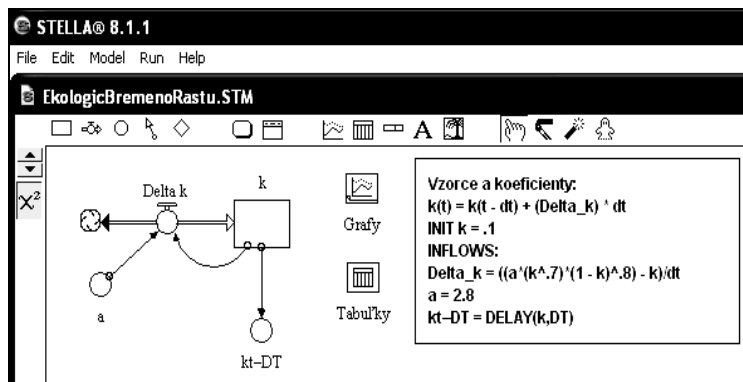 STELLA® 8.1.1
File Edit Model Run Help
EkologicBremenoRastu.STM
A
X²
Delta k
k
a
kt–DT
Grafy
Tabuľky
Vzorce a koeficienty:
k(t) = k(t - dt) + (Delta_k) * dt
INIT k = .1
INFLOWS:
Delta_k = ((a*(k^.7)*(1 - k)^.8) - k)/dt
a = 2.8
kt–DT = DELAY(k,DT)